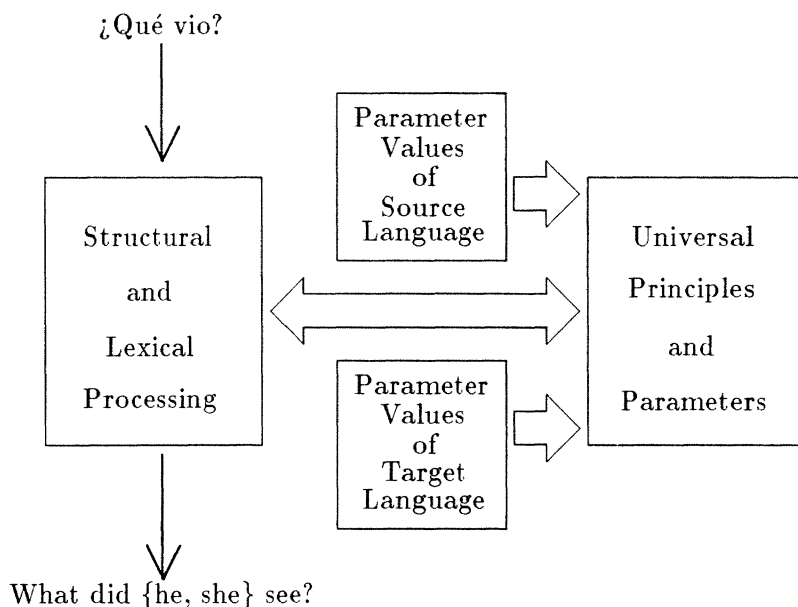 ¿Qué vio?
Parameter
Values
of
Source
Language
Structural
and
Lexical
Processing
Universal
Principles
and
Parameters
Parameter
Values
of
Target
Language
What did {he, she} see?